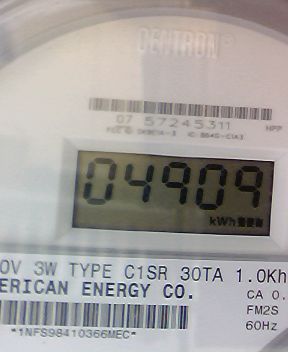 CENTRON®
07 57245311
04909
kWh
0V 3W TYPE C1SR 30TA 1.0Kh
ERICAN ENERGY CO. CA 0.
FM2S
*1NFS98410366MEC* 60Hz